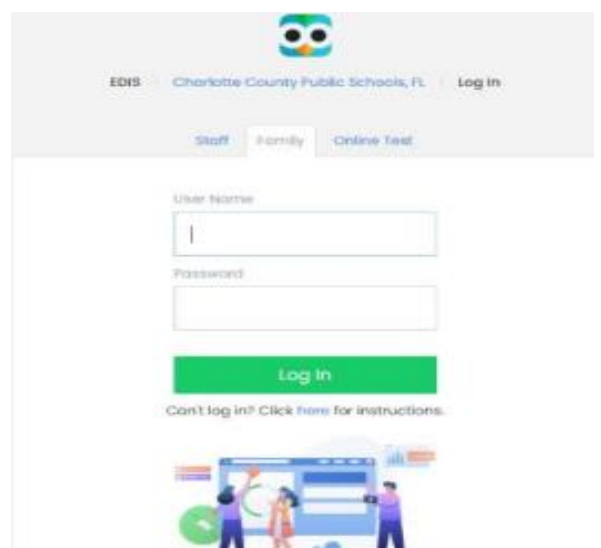 EDIS Charlotte County Public Schools, FL Log In
Staff Family Online Test
User Name
Password
Log In
Can't log in? Click here for instructions.